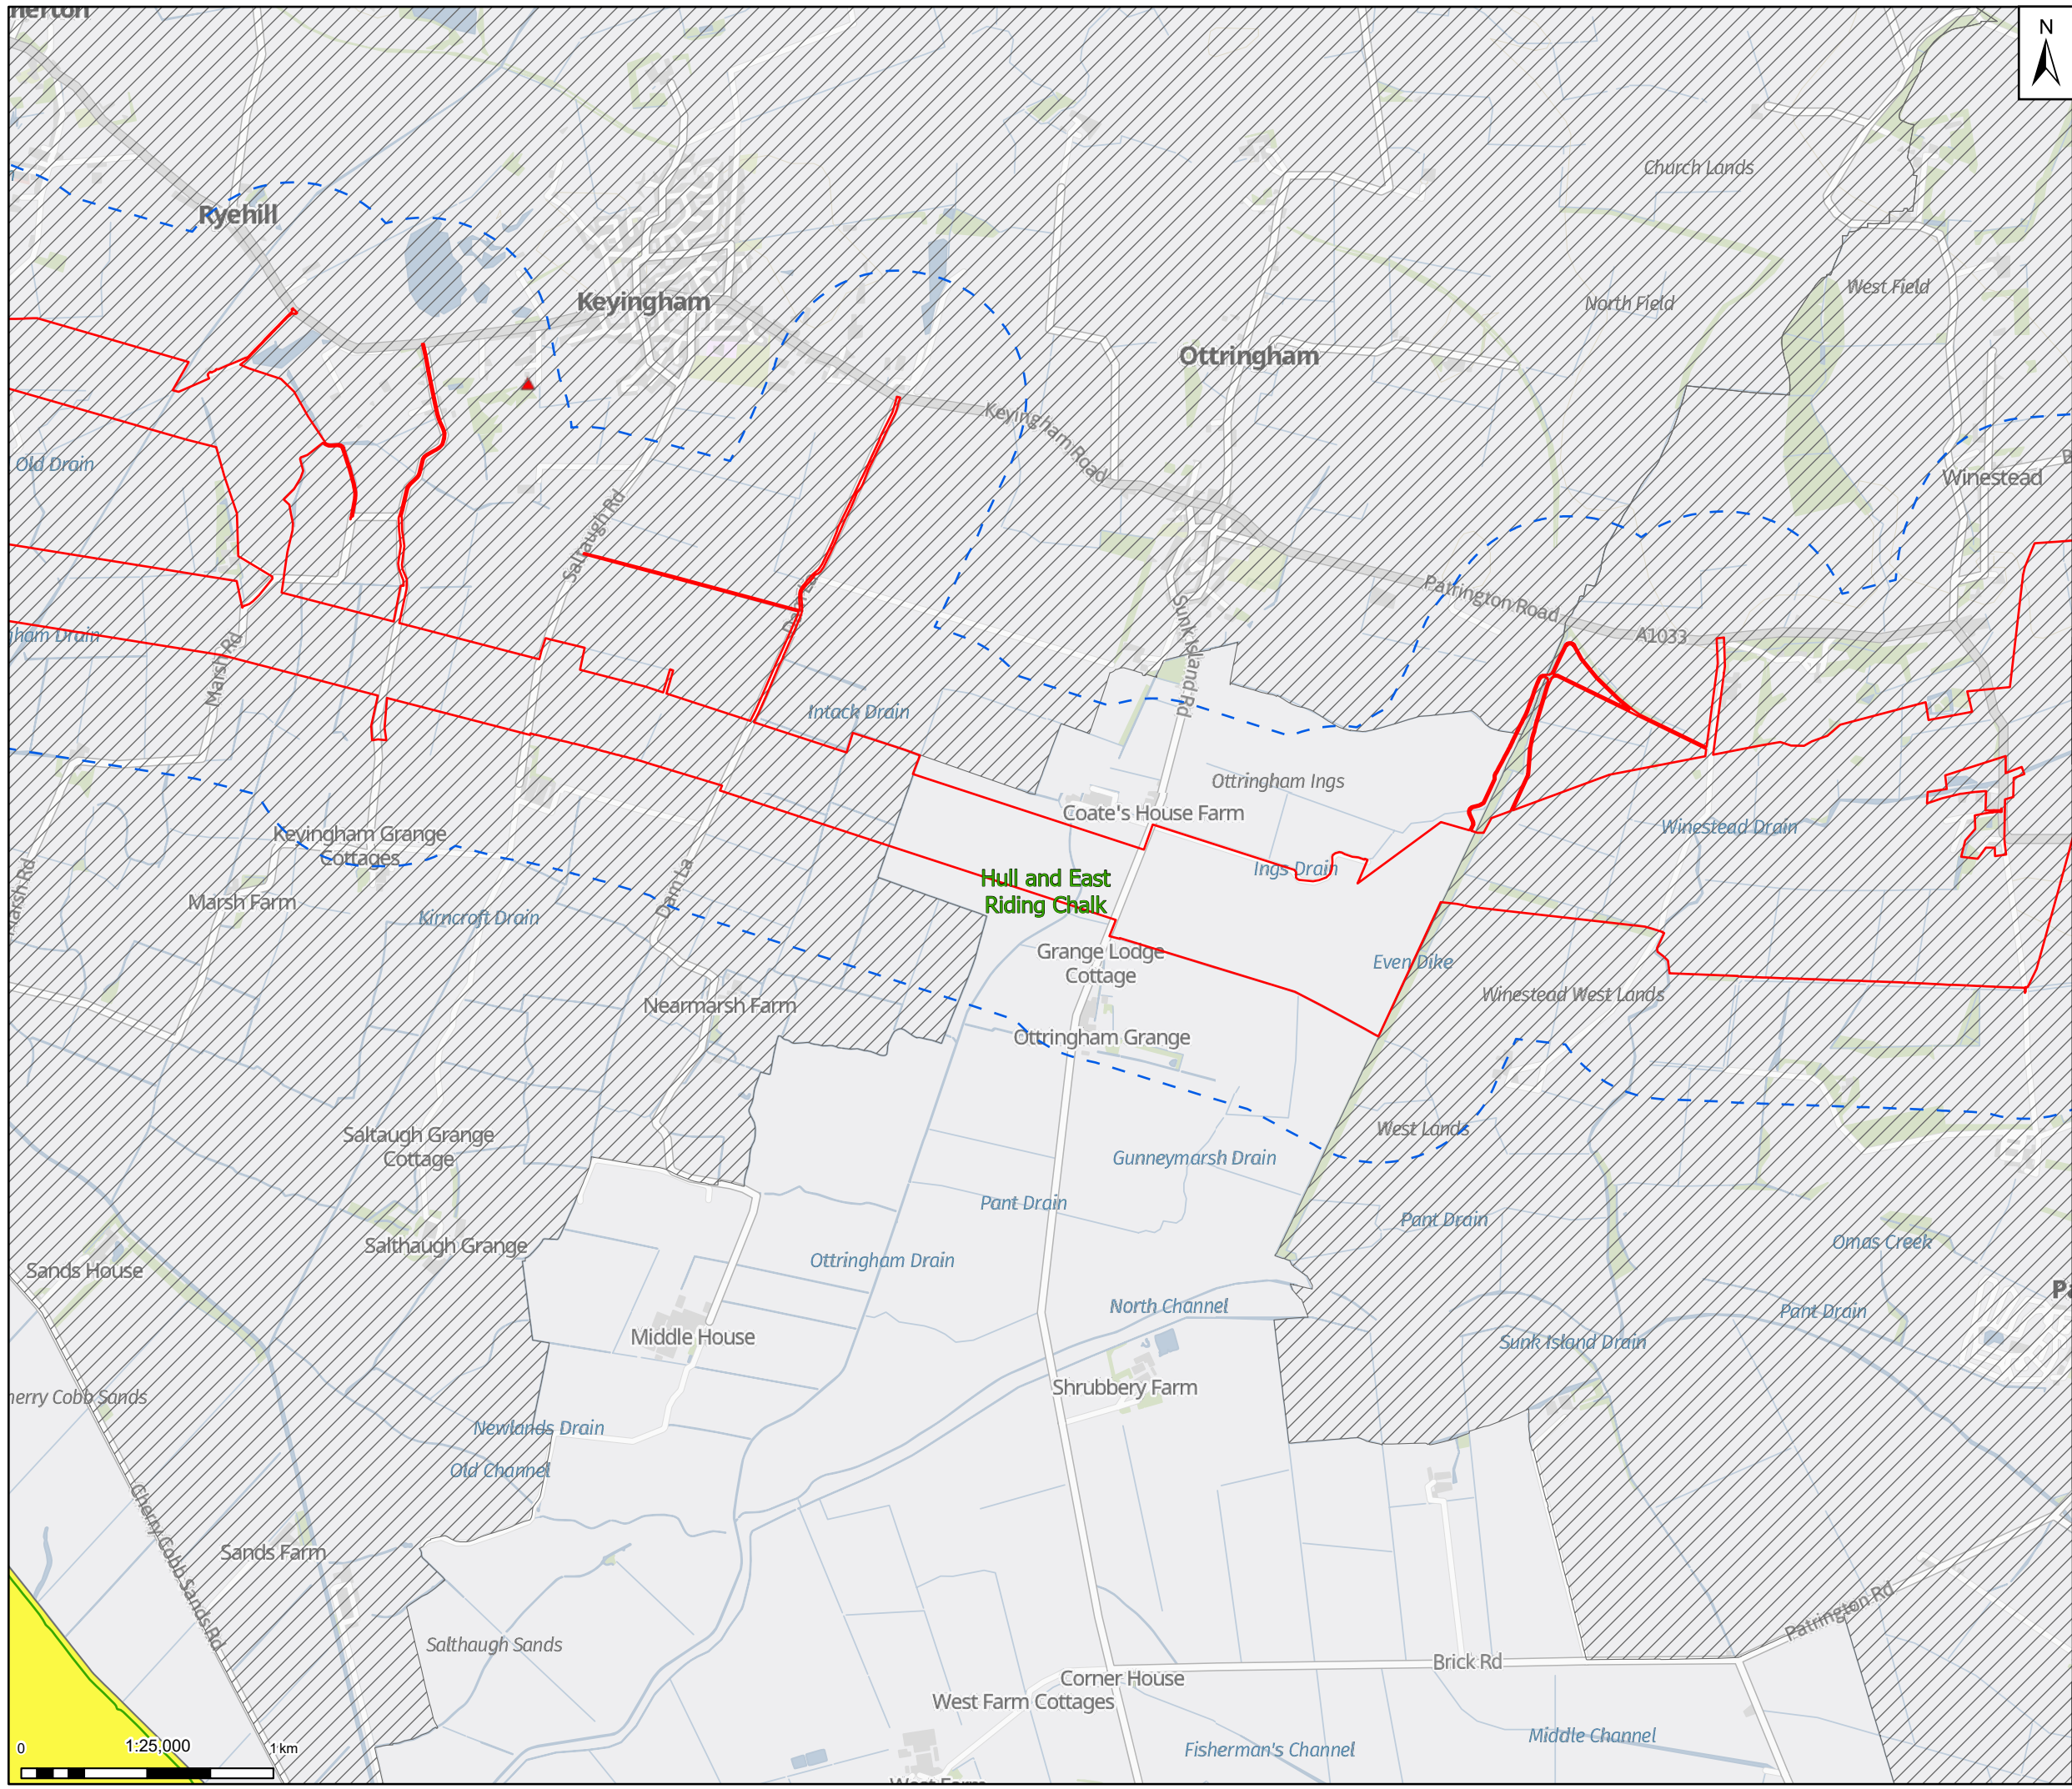 N
Church Lands
Ryehill
West Field
Keyingham
North Field
Ottringham
Keyingham Road
Old Drain
Winestead
Saltaugh Rd
Patrington Road
A1033
Sunk Island Rd
Marsh Rd
Intack Drain
Ottringham Ings
Coate's House Farm
Winestead Drain
Keyingham Grange
Cottages
Ings Drain
Hull and East
Riding Chalk
Marsh Farm
Marsh Rd
Kirncroft Drain
Dam La
Grange Lodge
Cottage
Even Dike
Winestead West Lands
Nearmarsh Farm
Ottringham Grange
West Lands
Saltaugh Grange
Cottage
Gunneymarsh Drain
Pant Drain
Pant Drain
Omas Creek
Salthaugh Grange
Sands House
Ottringham Drain
North Channel
Pant Drain
Middle House
Sunk Island Drain
Shrubbery Farm
Newlands Drain
Old Channel
Cherry Cobb Sands Rd
Sands Farm
Patrington Rd
Salthaugh Sands
Brick Rd
Corner House
West Farm Cottages
Middle Channel
Fisherman's Channel
0
1:25,000
1 km